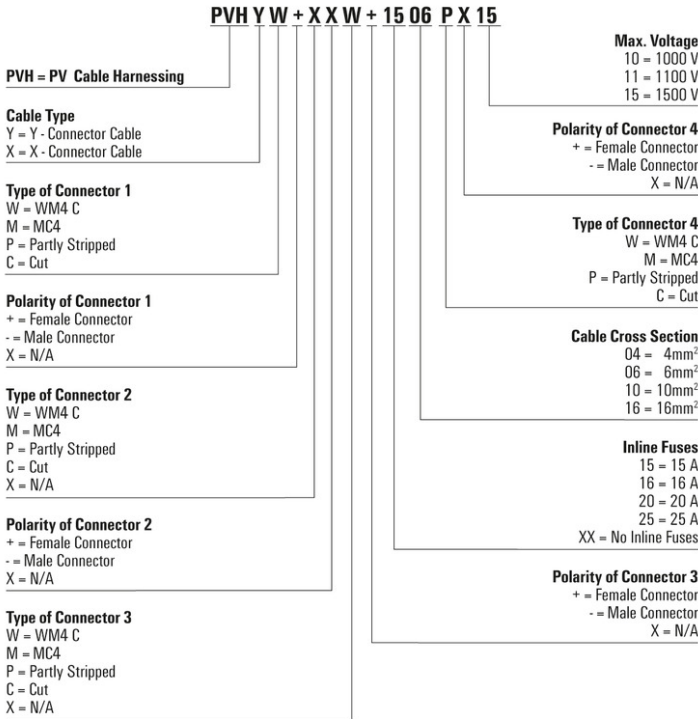 PVH Y W + X X W + 15 06 P X 15
PVH = PV Cable Harnessing
Cable Type
Y = Y - Connector Cable
X = X - Connector Cable
Type of Connector 1
W = WM4 C
M = MC4
P = Partly Stripped
C = Cut
Polarity of Connector 1
+ = Female Connector
- = Male Connector
X = N/A
Type of Connector 2
W = WM4 C
M = MC4
P = Partly Stripped
C = Cut
X = N/A
Polarity of Connector 2
+ = Female Connector
- = Male Connector
X = N/A
Type of Connector 3
W = WM4 C
M = MC4
P = Partly Stripped
C = Cut
X = N/A
Max. Voltage
10 = 1000 V
11 = 1100 V
15 = 1500 V
Polarity of Connector 4
+ = Female Connector
- = Male Connector
X = N/A
Type of Connector 4
W = WM4 C
M = MC4
P = Partly Stripped
C = Cut
Cable Cross Section
04 = 4mm²
06 = 6mm²
10 = 10mm²
16 = 16mm²
Inline Fuses
15 = 15 A
16 = 16 A
20 = 20 A
25 = 25 A
XX = No Inline Fuses
Polarity of Connector 3
+ = Female Connector
- = Male Connector
X = N/A